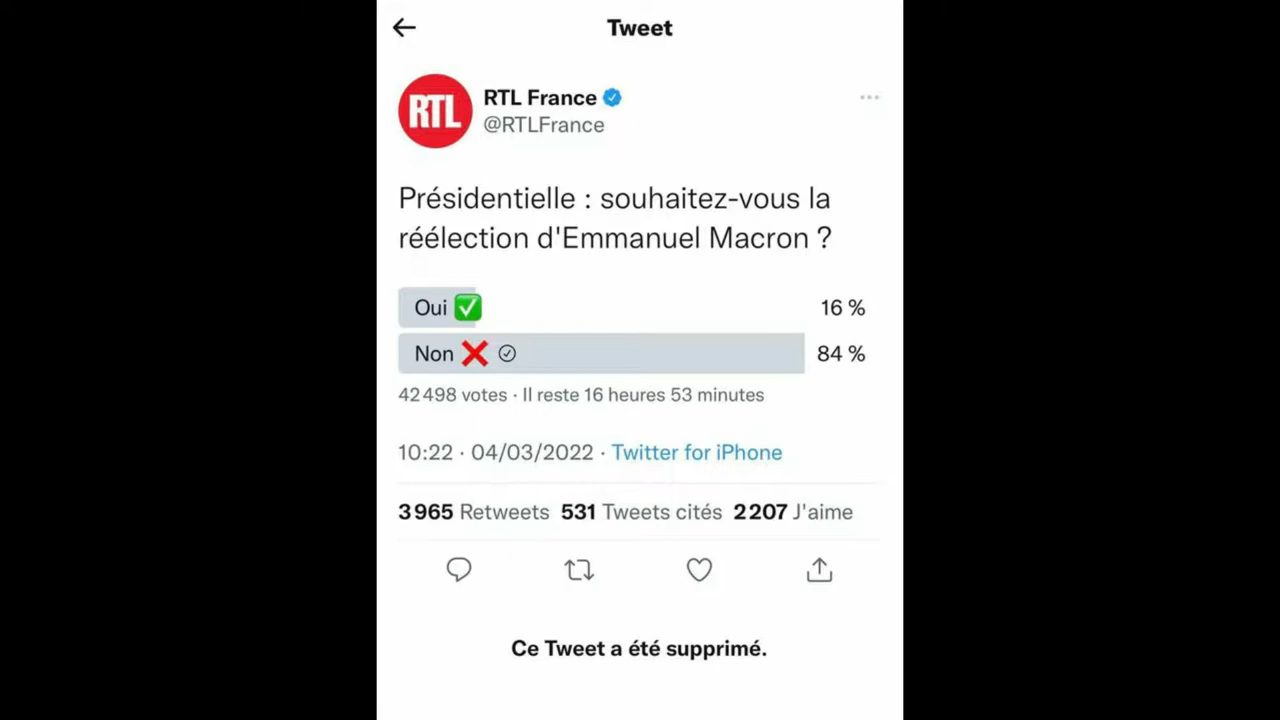 Tweet
RTL
RTL France
@RTLFrance
Présidentielle : souhaitez-vous la
réélection d'Emmanuel Macron ?
Oui ✅ 16 %
Non ❌ 84 %
42 498 votes · Il reste 16 heures 53 minutes
10:22 · 04/03/2022 · Twitter for iPhone
3 965 Retweets 531 Tweets cités 2 207 J'aime
Ce Tweet a été supprimé.